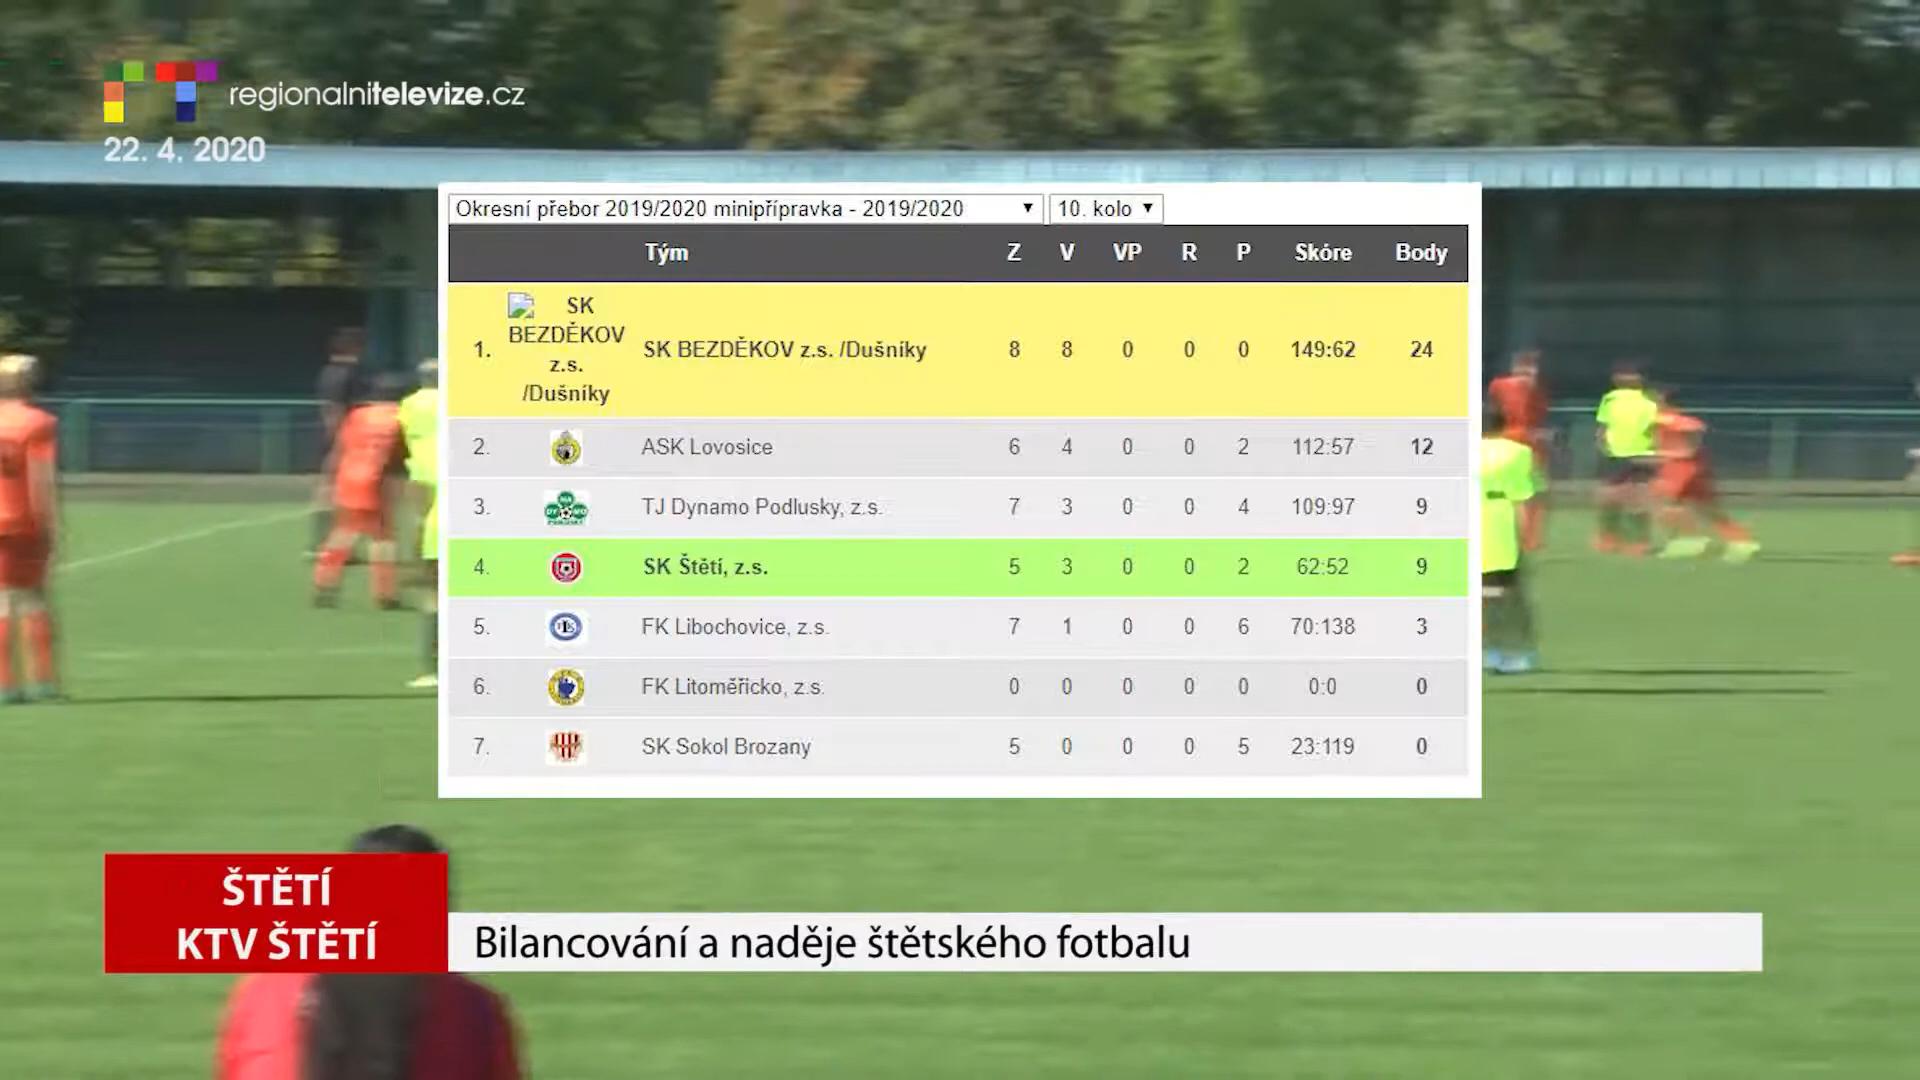 regionalnitelevize.cz
22. 4. 2020
Okresní přebor 2019/2020 minipřípravka - 2019/2020 10. kolo
Tým Z V VP R P Skóre Body
1. SK BEZDĚKOV z.s. /Dušníky SK BEZDĚKOV z.s. /Dušníky 8 8 0 0 0 149:62 24
2. ASK Lovosice 6 4 0 0 2 112:57 12
3. TJ Dynamo Podlusky, z.s. 7 3 0 0 4 109:97 9
4. SK Štětí, z.s. 5 3 0 0 2 62:52 9
5. FK Libochovice, z.s. 7 1 0 0 6 70:138 3
6. FK Litoměřicko, z.s. 0 0 0 0 0 0:0 0
7. SK Sokol Brozany 5 0 0 0 5 23:119 0
ŠTĚTÍ
KTV ŠTĚTÍ
Bilancování a naděje štětského fotbalu